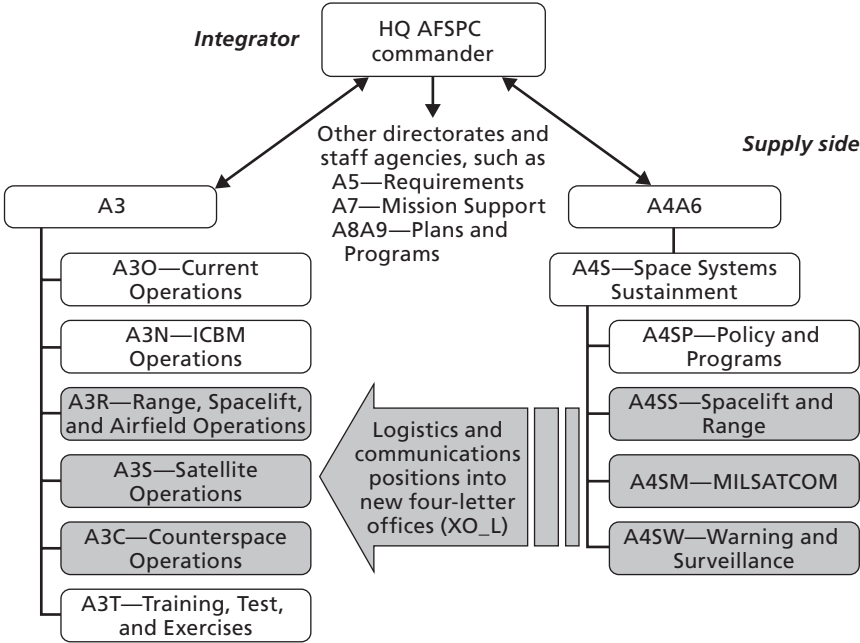 Integrator
HQ AFSPC
commander
Other directorates and
staff agencies, such as
A5—Requirements
A7—Mission Support
A8A9—Plans and
Programs
Supply side
A3
A3O—Current
Operations
A3N—ICBM
Operations
A3R—Range, Spacelift,
and Airfield Operations
A3S—Satellite
Operations
A3C—Counterspace
Operations
A3T—Training, Test,
and Exercises
Logistics and
communications
positions into
new four-letter
offices (XO_L)
A4A6
A4S—Space Systems
Sustainment
A4SP—Policy and
Programs
A4SS—Spacelift and
Range
A4SM—MILSATCOM
A4SW—Warning and
Surveillance